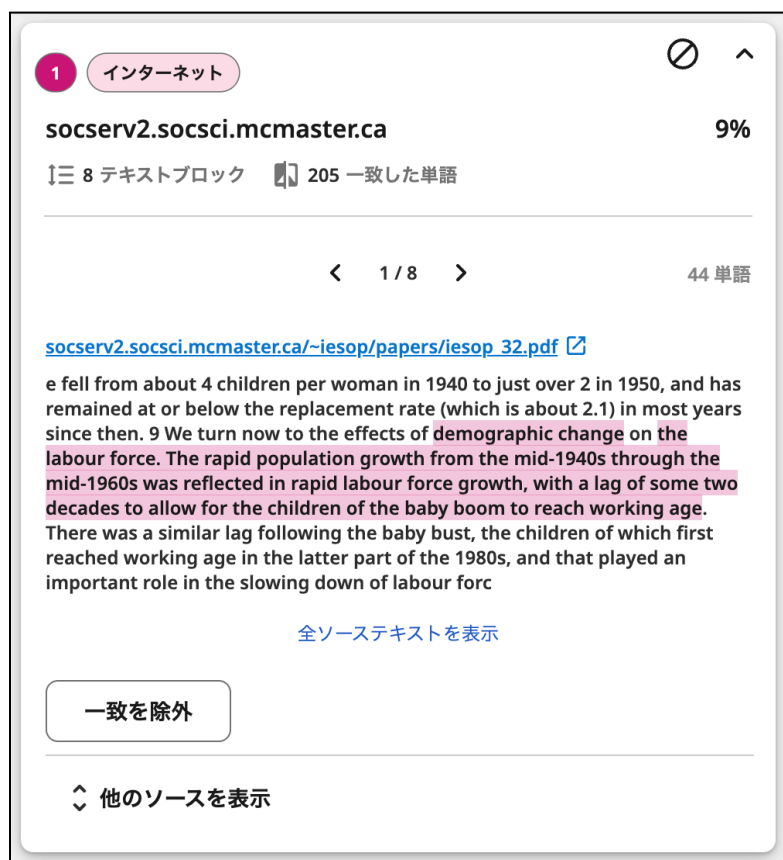 1 インターネット
socserv2.socsci.mcmaster.ca 9%
8 テキストブロック 205 一致した単語
1 / 8 44 単語
socserv2.socsci.mcmaster.ca/~iesop/papers/iesop_32.pdf
e fell from about 4 children per woman in 1940 to just over 2 in 1950, and has
remained at or below the replacement rate (which is about 2.1) in most years
since then. 9 We turn now to the effects of demographic change on the
labour force. The rapid population growth from the mid-1940s through the
mid-1960s was reflected in rapid labour force growth, with a lag of some two
decades to allow for the children of the baby boom to reach working age.
There was a similar lag following the baby bust, the children of which first
reached working age in the latter part of the 1980s, and that played an
important role in the slowing down of labour forc
全ソーステキストを表示
一致を除外
他のソースを表示